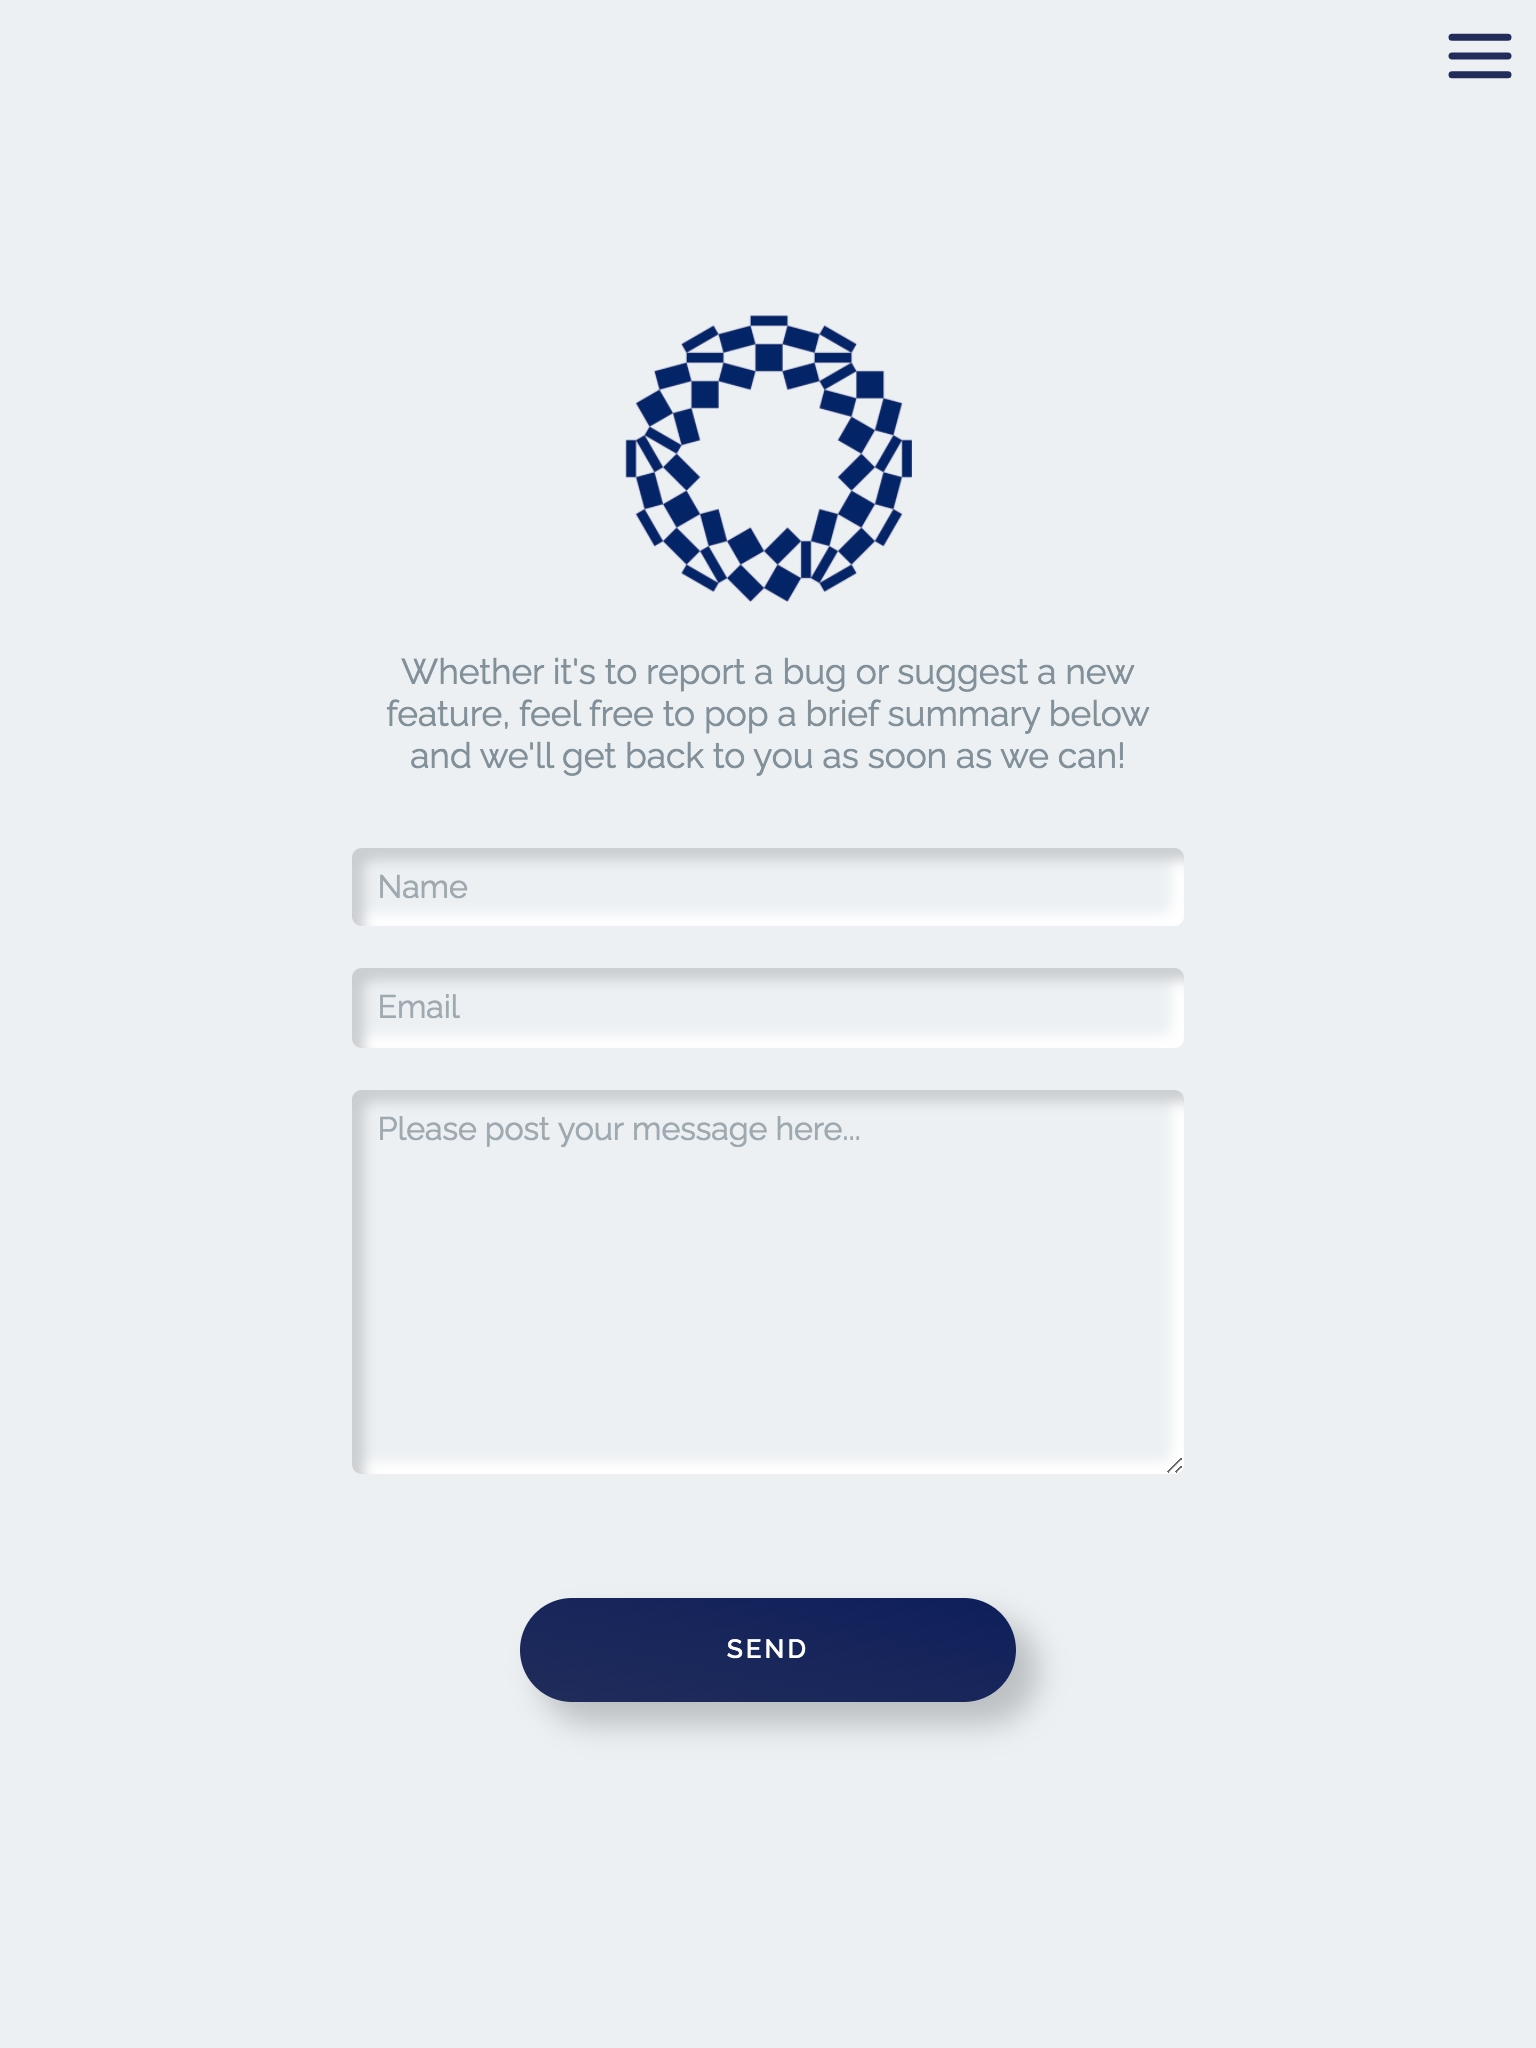 Whether it's to report a bug or suggest a new
feature, feel free to pop a brief summary below
and we'll get back to you as soon as we can!
Name
Email
Please post your message here...
SEND